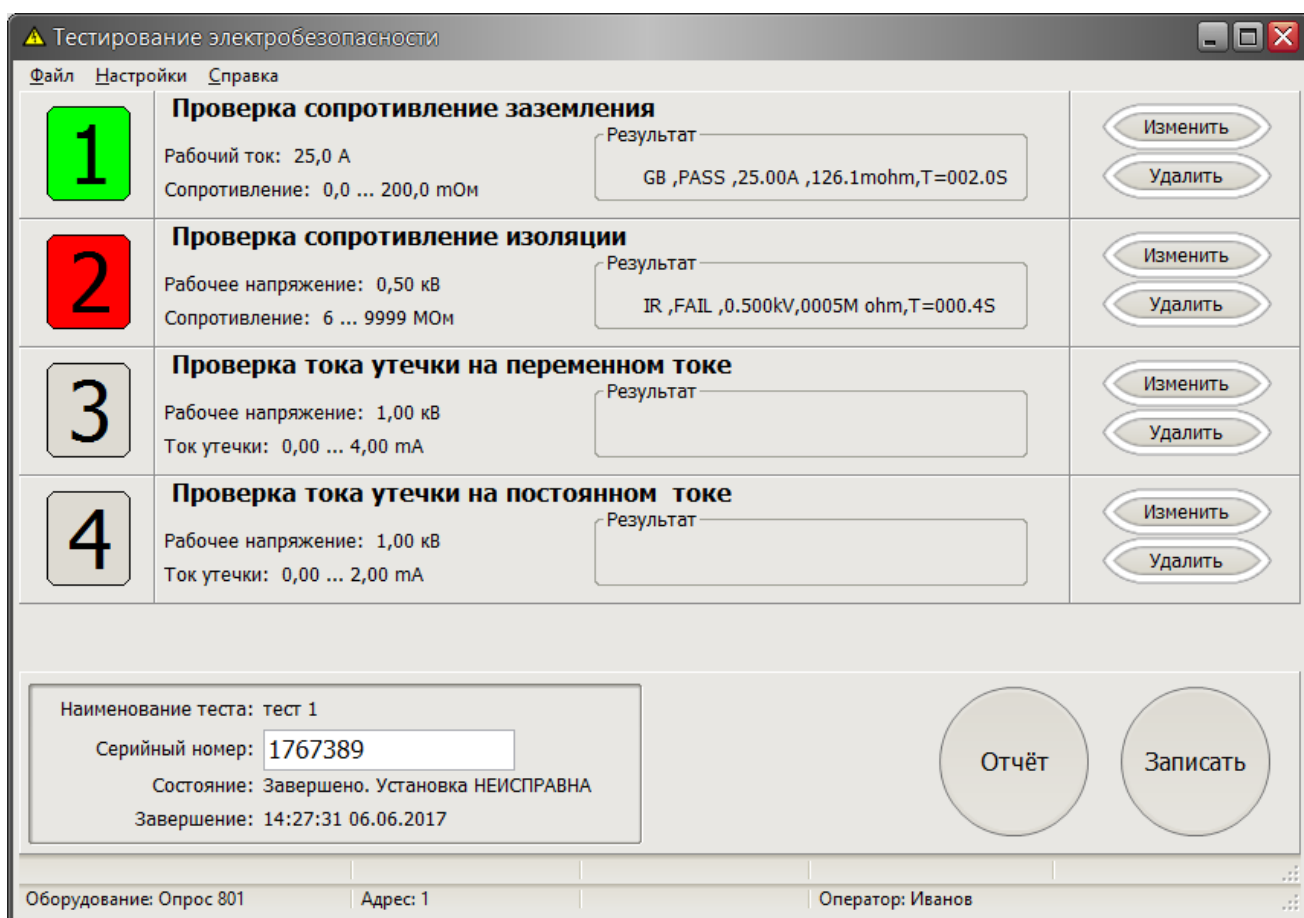 Тестирование электробезопасности
Файл Настройки Справка
1
Проверка сопротивление заземления
Рабочий ток: 25,0 А
Сопротивление: 0,0 ... 200,0 мОм
Результат
GB ,PASS ,25.00A ,126.1mohm,T=002.0S
Изменить
Удалить
2
Проверка сопротивление изоляции
Рабочее напряжение: 0,50 кВ
Сопротивление: 6 ... 9999 МОм
Результат
IR ,FAIL ,0.500kV,0005M ohm,T=000.4S
Изменить
Удалить
3
Проверка тока утечки на переменном токе
Рабочее напряжение: 1,00 кВ
Ток утечки: 0,00 ... 4,00 mA
Результат
Изменить
Удалить
4
Проверка тока утечки на постоянном  токе
Рабочее напряжение: 1,00 кВ
Ток утечки: 0,00 ... 2,00 mA
Результат
Изменить
Удалить
Наименование теста: тест 1
Серийный номер: 1767389
Состояние: Завершено. Установка НЕИСПРАВНА
Завершение: 14:27:31 06.06.2017
Отчёт
Записать
Оборудование: Опрос 801 Адрес: 1 Оператор: Иванов